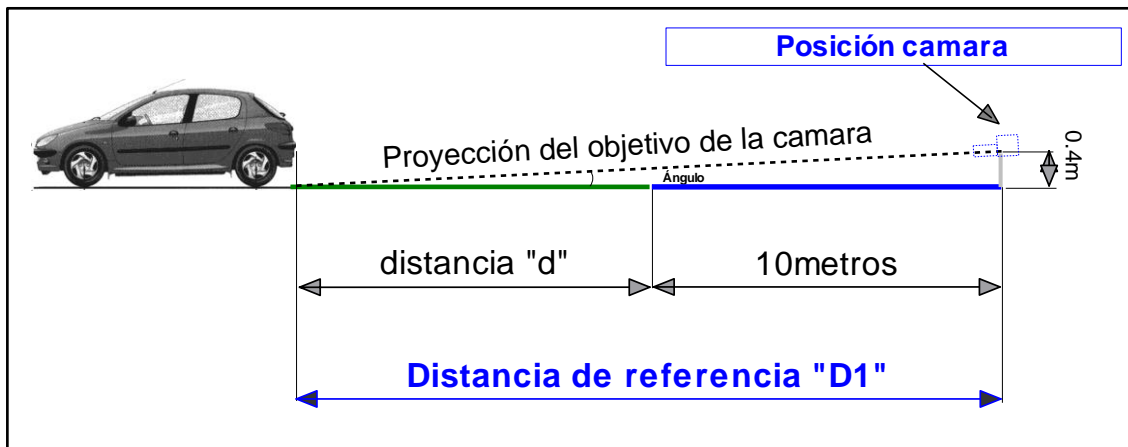 Posición camara
Proyección del objetivo de la camara
0.4m
Ángulo
distancia "d"
10metros
Distancia de referencia "D1"